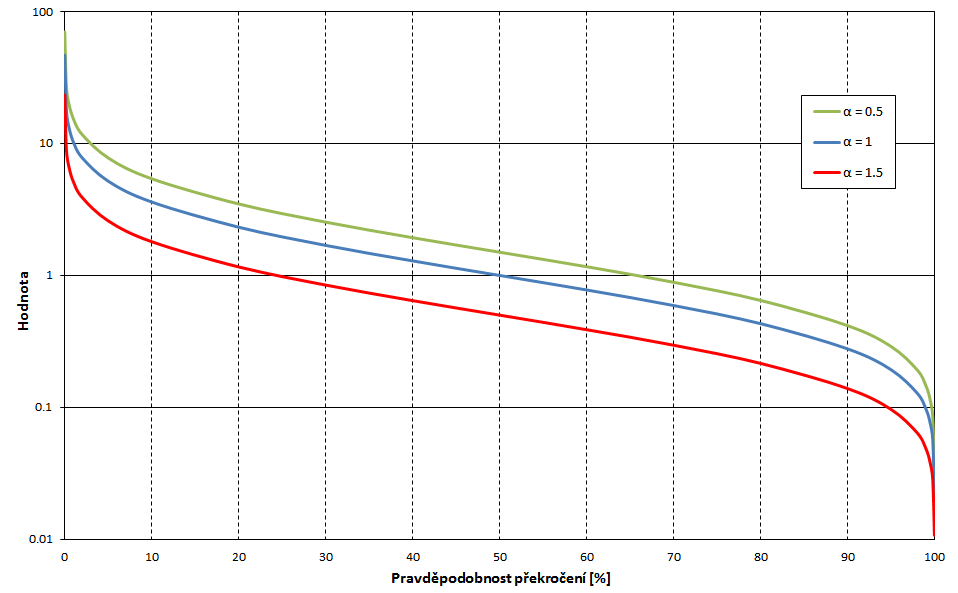 100
10
1
0.1
0.01
Hodnota
α = 0.5
α = 1
α = 1.5
0 10 20 30 40 50 60 70 80 90 100
Pravděpodobnost překročení [%]